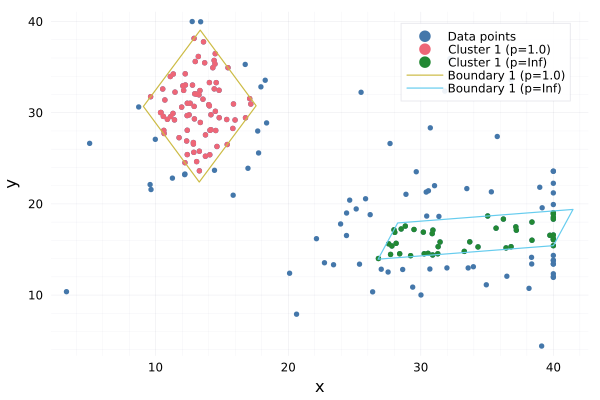 40
Data points
Cluster 1 (p=1.0)
Cluster 1 (p=Inf)
Boundary 1 (p=1.0)
Boundary 1 (p=Inf)
30
y
20
10
10
20
30
40
x